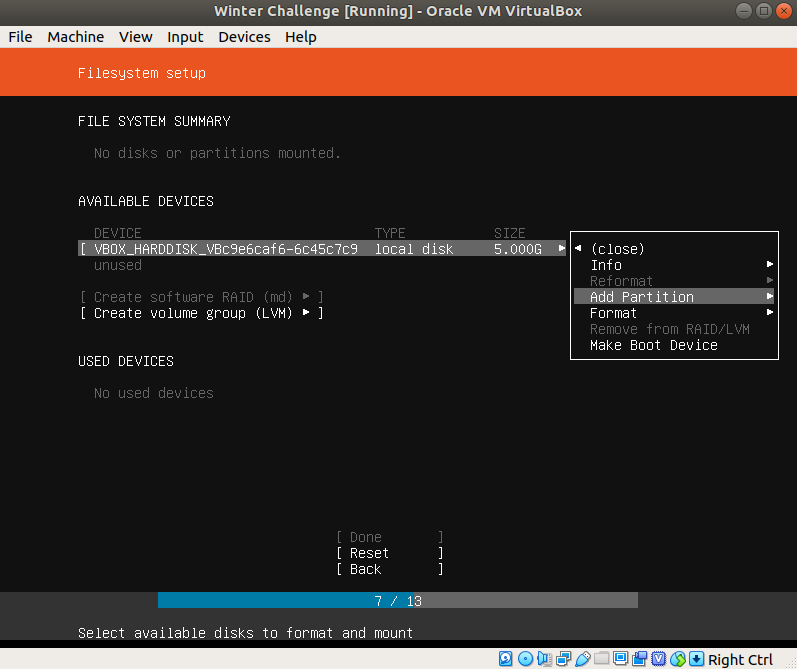 Winter Challenge [Running] - Oracle VM VirtualBox
File Machine View Input Devices Help
Filesystem setup
FILE SYSTEM SUMMARY
No disks or partitions mounted.
AVAILABLE DEVICES
DEVICE TYPE SIZE
[ VBOX_HARDDISK_VBc9e6caf6-6c45c7c9 local disk 5.000G ▸
unused
[ Create software RAID (md) ▸ ]
[ Create volume group (LVM) ▸ ]
◂ (close)
Info ▸
Reformat ▸
Add Partition ▸
Format ▸
Remove from RAID/LVM
Make Boot Device
USED DEVICES
No used devices
[ Done ]
[ Reset ]
[ Back ]
7 / 13
Select available disks to format and mount
Right Ctrl